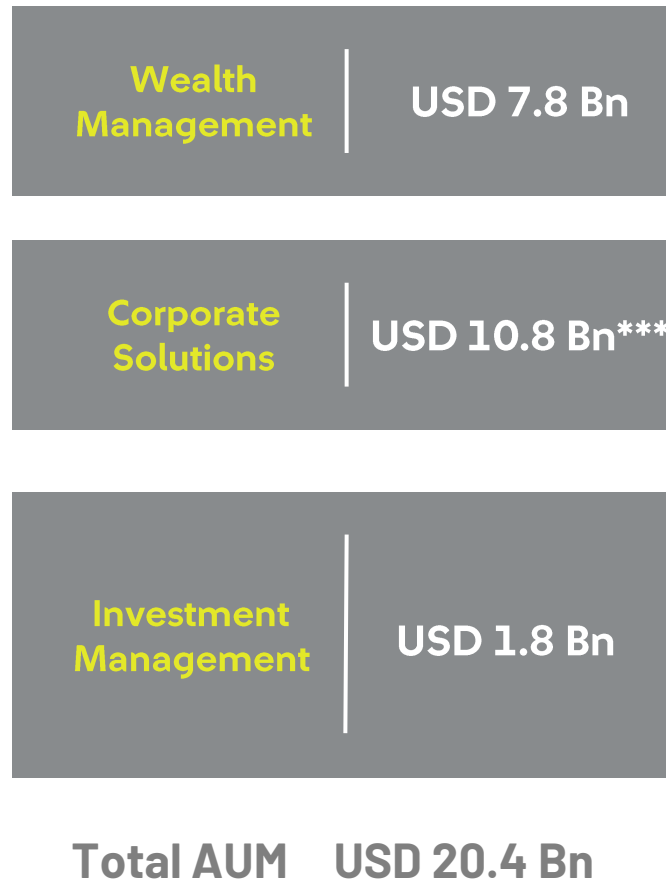 Wealth
Management
USD 7.8 Bn
Corporate
Solutions
USD 10.8 Bn***
Investment
Management
USD 1.8 Bn
Total AUM USD 20.4 Bn